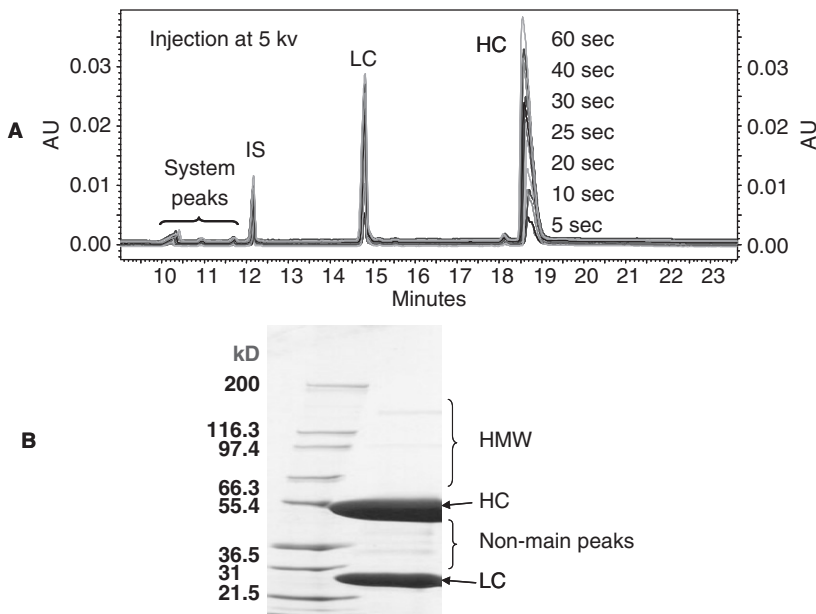 A
Injection at 5 kv
AU
0.03
0.02
0.01
0.00
System
peaks
IS
LC
HC
60 sec
40 sec
30 sec
25 sec
20 sec
10 sec
5 sec
0.03
0.02
0.01
0.00
AU
10 11 12 13 14 15 16 17 18 19 20 21 22 23
Minutes
B
kD
200
116.3
97.4
66.3
55.4
36.5
31
21.5
HMW
HC
Non-main peaks
LC